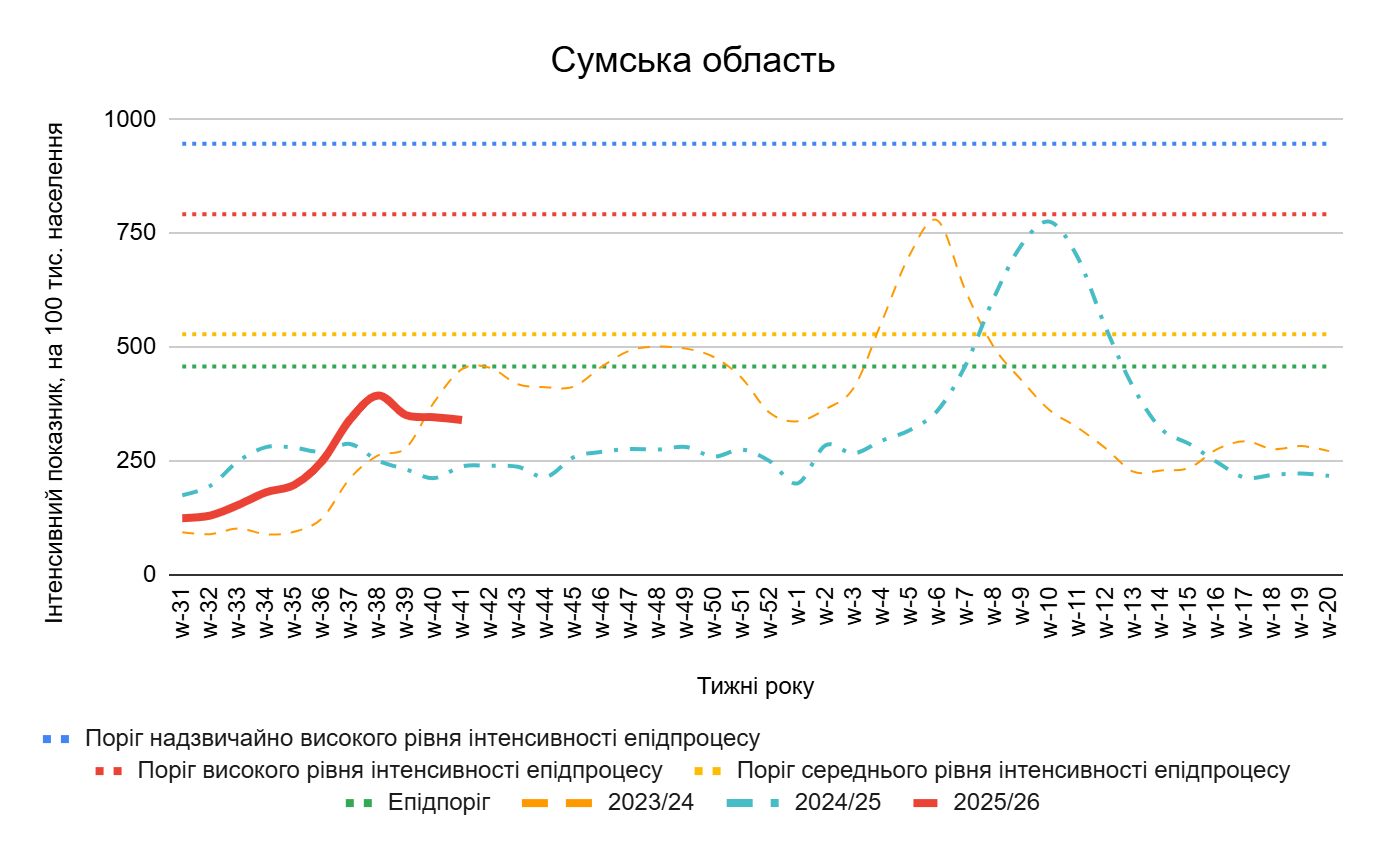 Сумська область
Інтенсивний показник, на 100 тис. населення
1000
750
500
250
0
w-31
w-32
w-33
w-34
w-35
w-36
w-37
w-38
w-39
w-40
w-41
w-42
w-43
w-44
w-45
w-46
w-47
w-48
w-49
w-50
w-51
w-52
w-1
w-2
w-3
w-4
w-5
w-6
w-7
w-8
w-9
w-10
w-11
w-12
w-13
w-14
w-15
w-16
w-17
w-18
w-19
w-20
Тижні року
Поріг надзвичайно високого рівня інтенсивності епідпроцесу
Поріг високого рівня інтенсивності епідпроцесу Поріг середнього рівня інтенсивності епідпроцесу
Епідпоріг 2023/24 2024/25 2025/26